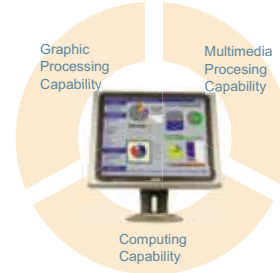 Graphic
Processing
Capability
Multimedia
Procesing
Capability
Computing
Capability